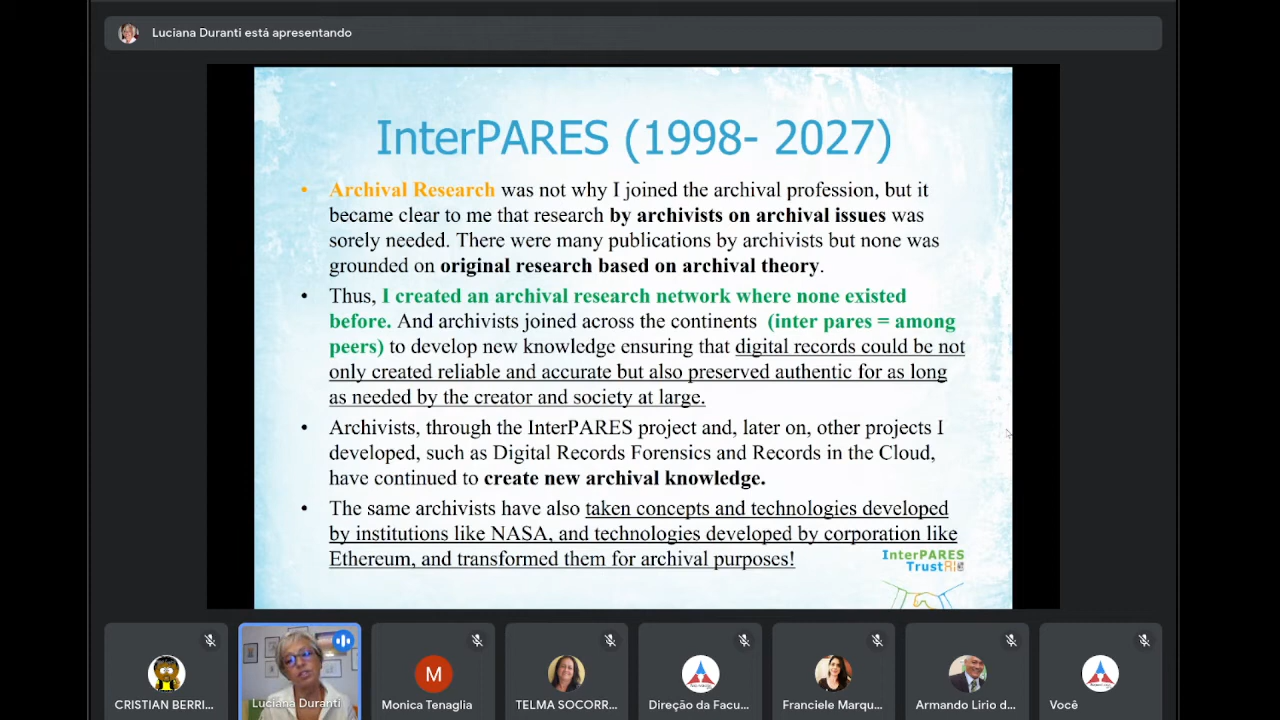 Luciana Duranti está apresentando
InterPARES (1998- 2027)
• Archival Research was not why I joined the archival profession, but it
became clear to me that research by archivists on archival issues was
sorely needed. There were many publications by archivists but none was
grounded on original research based on archival theory.
• Thus, I created an archival research network where none existed
before. And archivists joined across the continents (inter pares = among
peers) to develop new knowledge ensuring that digital records could be not
only created reliable and accurate but also preserved authentic for as long
as needed by the creator and society at large.
• Archivists, through the InterPARES project and, later on, other projects I
developed, such as Digital Records Forensics and Records in the Cloud,
have continued to create new archival knowledge.
• The same archivists have also taken concepts and technologies developed
by institutions like NASA, and technologies developed by corporation like
Ethereum, and transformed them for archival purposes!
InterPARES
Trust
M
CRISTIAN BERRI...
Luciana Duranti
Monica Tenaglia
TELMA SOCORR...
Direção da Facu...
Franciele Marqu...
Armando Lirio d...
Você